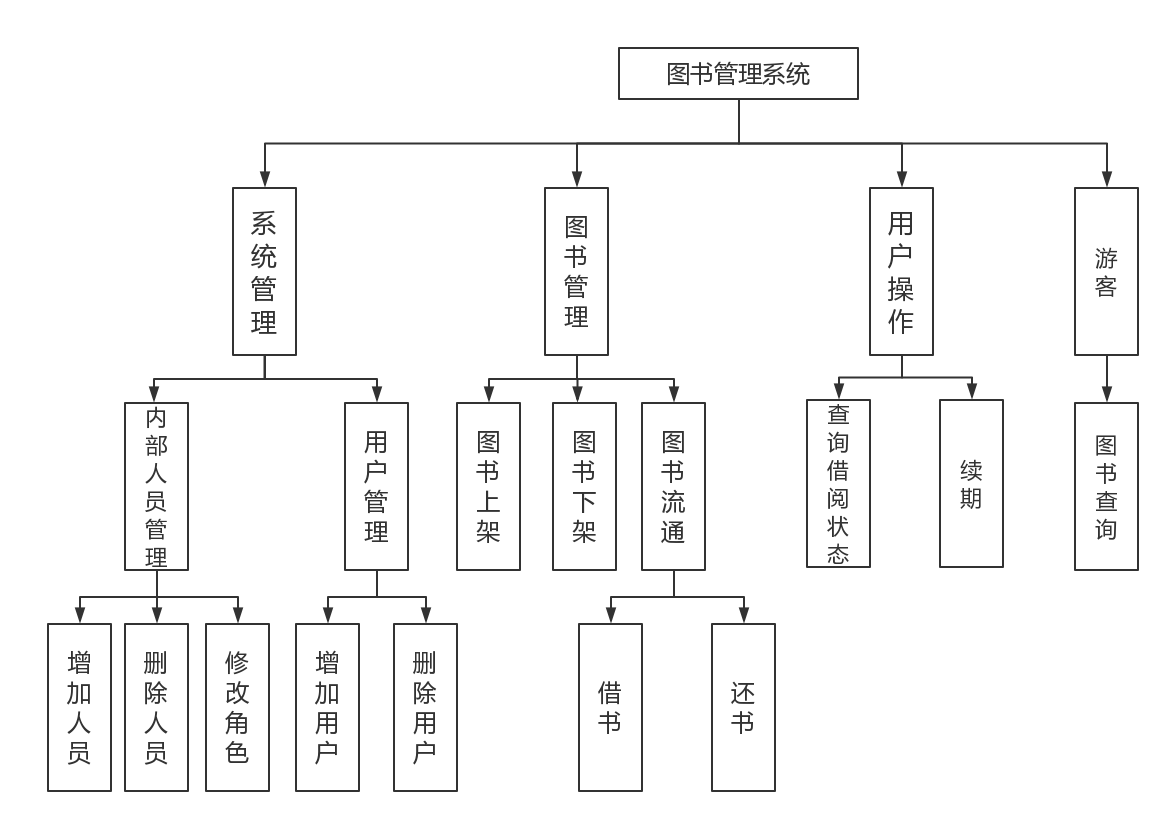 图书管理系统
系统管理
图书管理
用户操作
游客
内部人员管理
用户管理
图书上架
图书下架
图书流通
查询借阅状态
续期
图书查询
增加人员
删除人员
修改角色
增加用户
删除用户
借书
还书